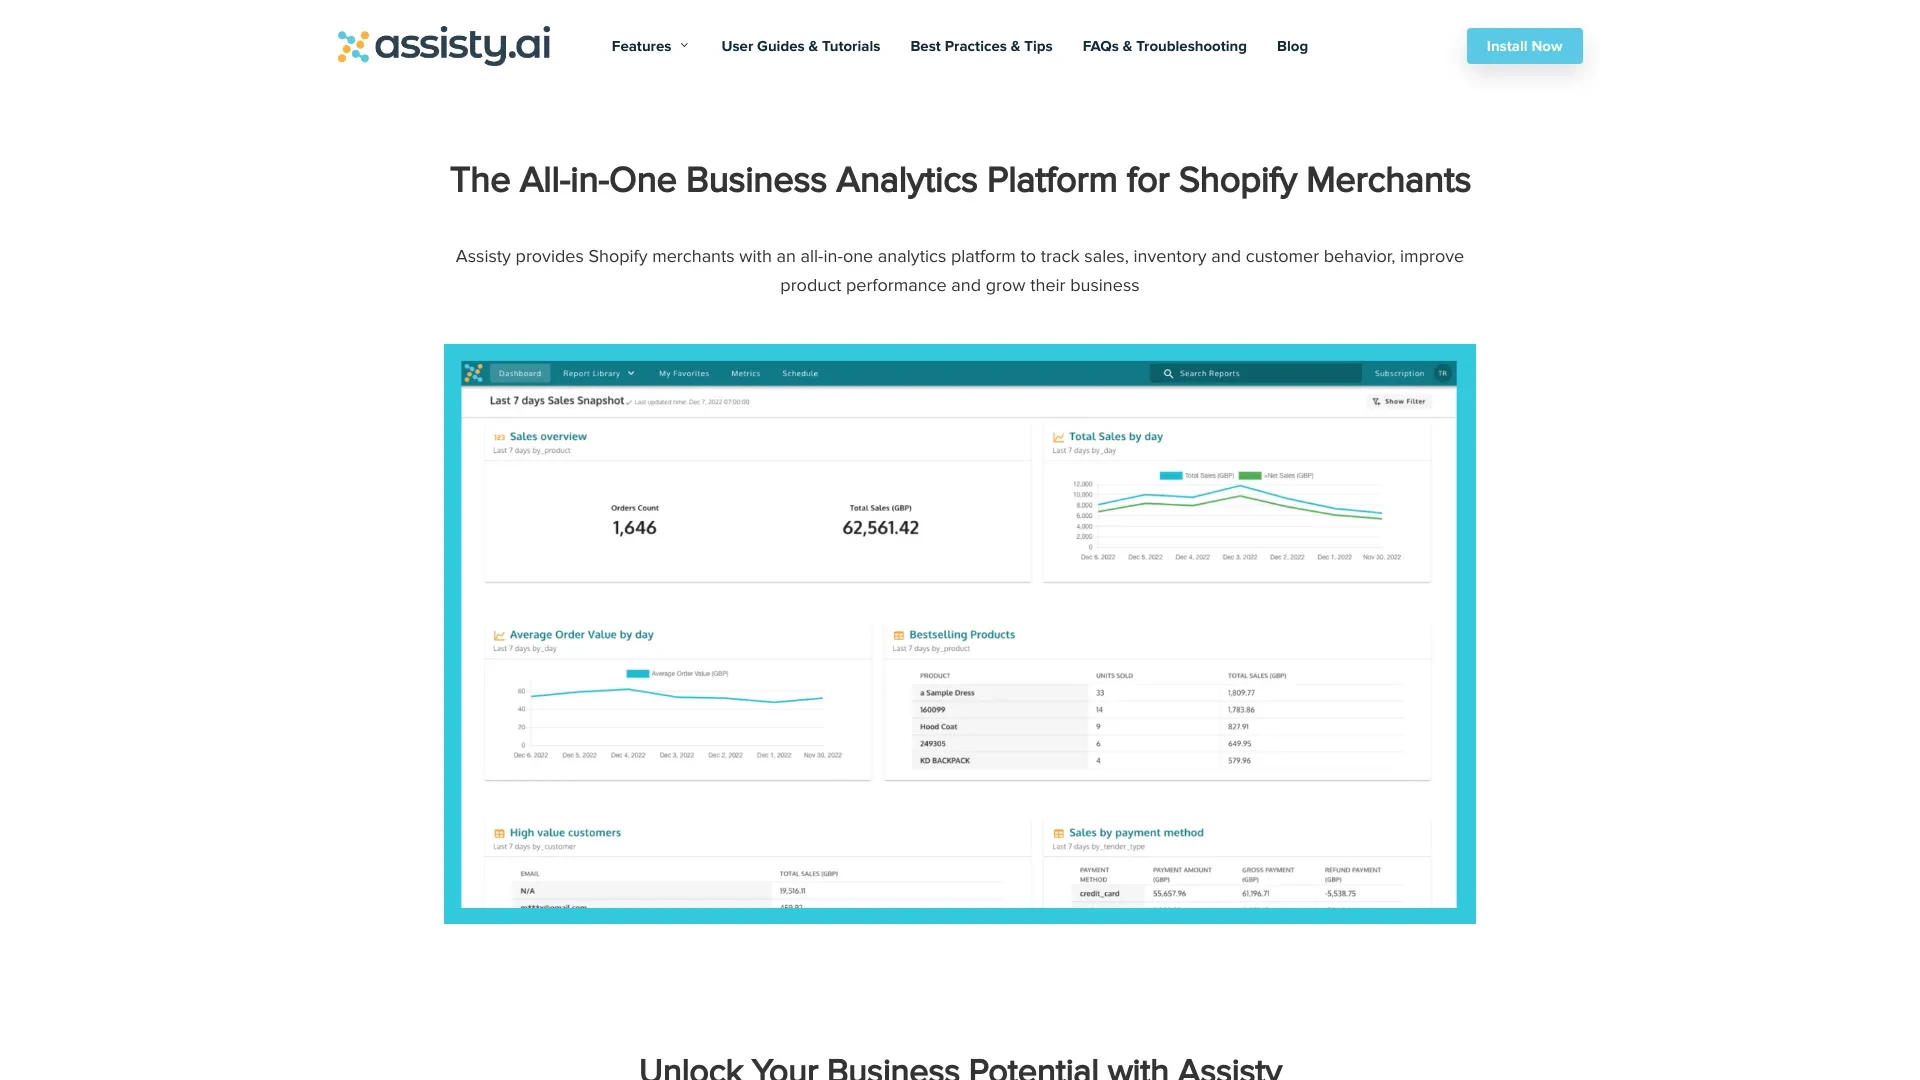 assisty.ai
Features
User Guides & Tutorials
Best Practices & Tips
FAQs & Troubleshooting
Blog
Install Now
The All-in-One Business Analytics Platform for Shopify Merchants
Assisty provides Shopify merchants with an all-in-one analytics platform to track sales, inventory and customer behavior, improve
product performance and grow their business
Dashboard
Report Library
My Favorites
Metrics
Schedule
Search Reports
Subscription
TR
Last 7 days Sales Snapshot
Last updated time: Dec 7, 2022 07:00:00
Show Filter
123 Sales overview
Last 7 days by_product
Orders Count
1,646
Total Sales (GBP)
62,561.42
Total Sales by day
Last 7 days by_day
Total Sales (GBP)
=Net Sales (GBP)
12,000
10,000
8,000
6,000
4,000
2,000
0
Dec 6, 2022 Dec 5, 2022 Dec 4, 2022 Dec 3, 2022 Dec 2, 2022 Dec 1, 2022 Nov 30, 2022
Average Order Value by day
Last 7 days by_day
Average Order Value (GBP)
60
40
20
0
Dec 6, 2022 Dec 5, 2022 Dec 4, 2022 Dec 3, 2022 Dec 2, 2022 Dec 1, 2022 Nov 30, 2022
Bestselling Products
Last 7 days by_product
PRODUCT UNITS SOLD TOTAL SALES (GBP)
a Sample Dress 33 1,809.77
160099 14 1,783.86
Hood Coat 9 827.91
249305 6 649.95
KD BACKPACK 4 579.96
High value customers
Last 7 days by_customer
EMAIL TOTAL SALES (GBP)
N/A 19,516.11
m***x@gmail.com 459.92
Sales by payment method
Last 7 days by_tender_type
PAYMENT METHOD PAYMENT AMOUNT (GBP) GROSS PAYMENT (GBP) REFUND PAYMENT (GBP)
credit_card 55,657.96 61,196.71 -5,538.75
Unlock Your Business Potential with Assisty